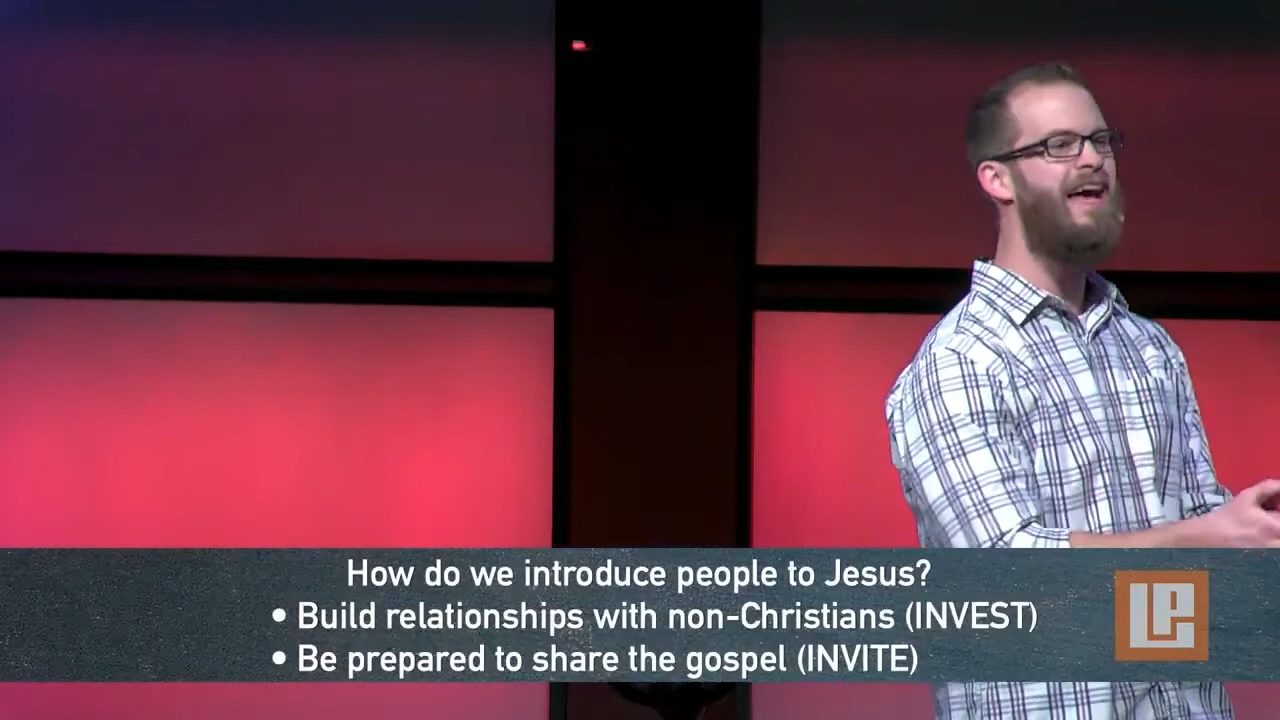 How do we introduce people to Jesus?
• Build relationships with non-Christians (INVEST)
• Be prepared to share the gospel (INVITE)
LP